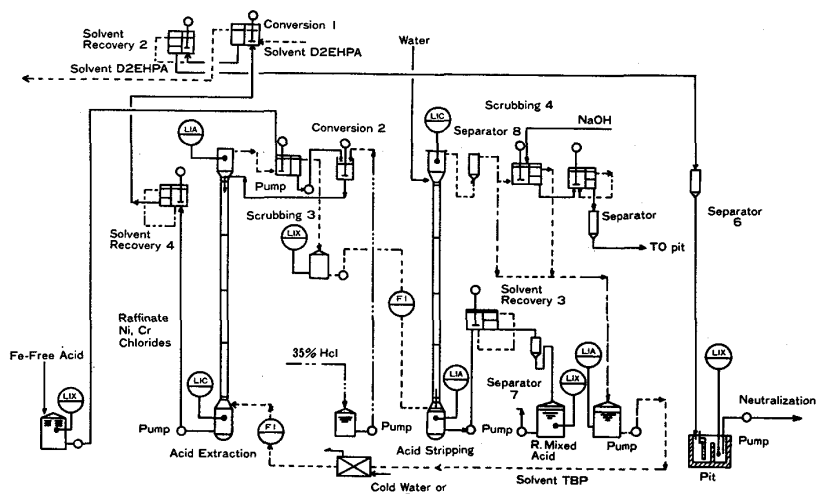 Conversion 1
Solvent
Recovery 2
Solvent D2EHPA
Solvent D2EHPA
Water
Scrubbing 4
LIC
NaOH
Conversion 2
Separator 8
LIA
Pump
Separator
Separator
6
Scrubbing 3
Solvent
Recovery 4
LIX
TO pit
Solvent
Recovery 3
FI
Raffinate
Ni, Cr
Chlorides
Fe-Free Acid
35% Hcl
LIA
LIX
LIX
LIC
LIA
Separator
7
LIX
Neutralization
Pump
FI
Pump
Pump
R. Mixed
Acid
Pump
Pump
Acid Extraction
Acid Stripping
Pit
Solvent TBP
Cold Water or